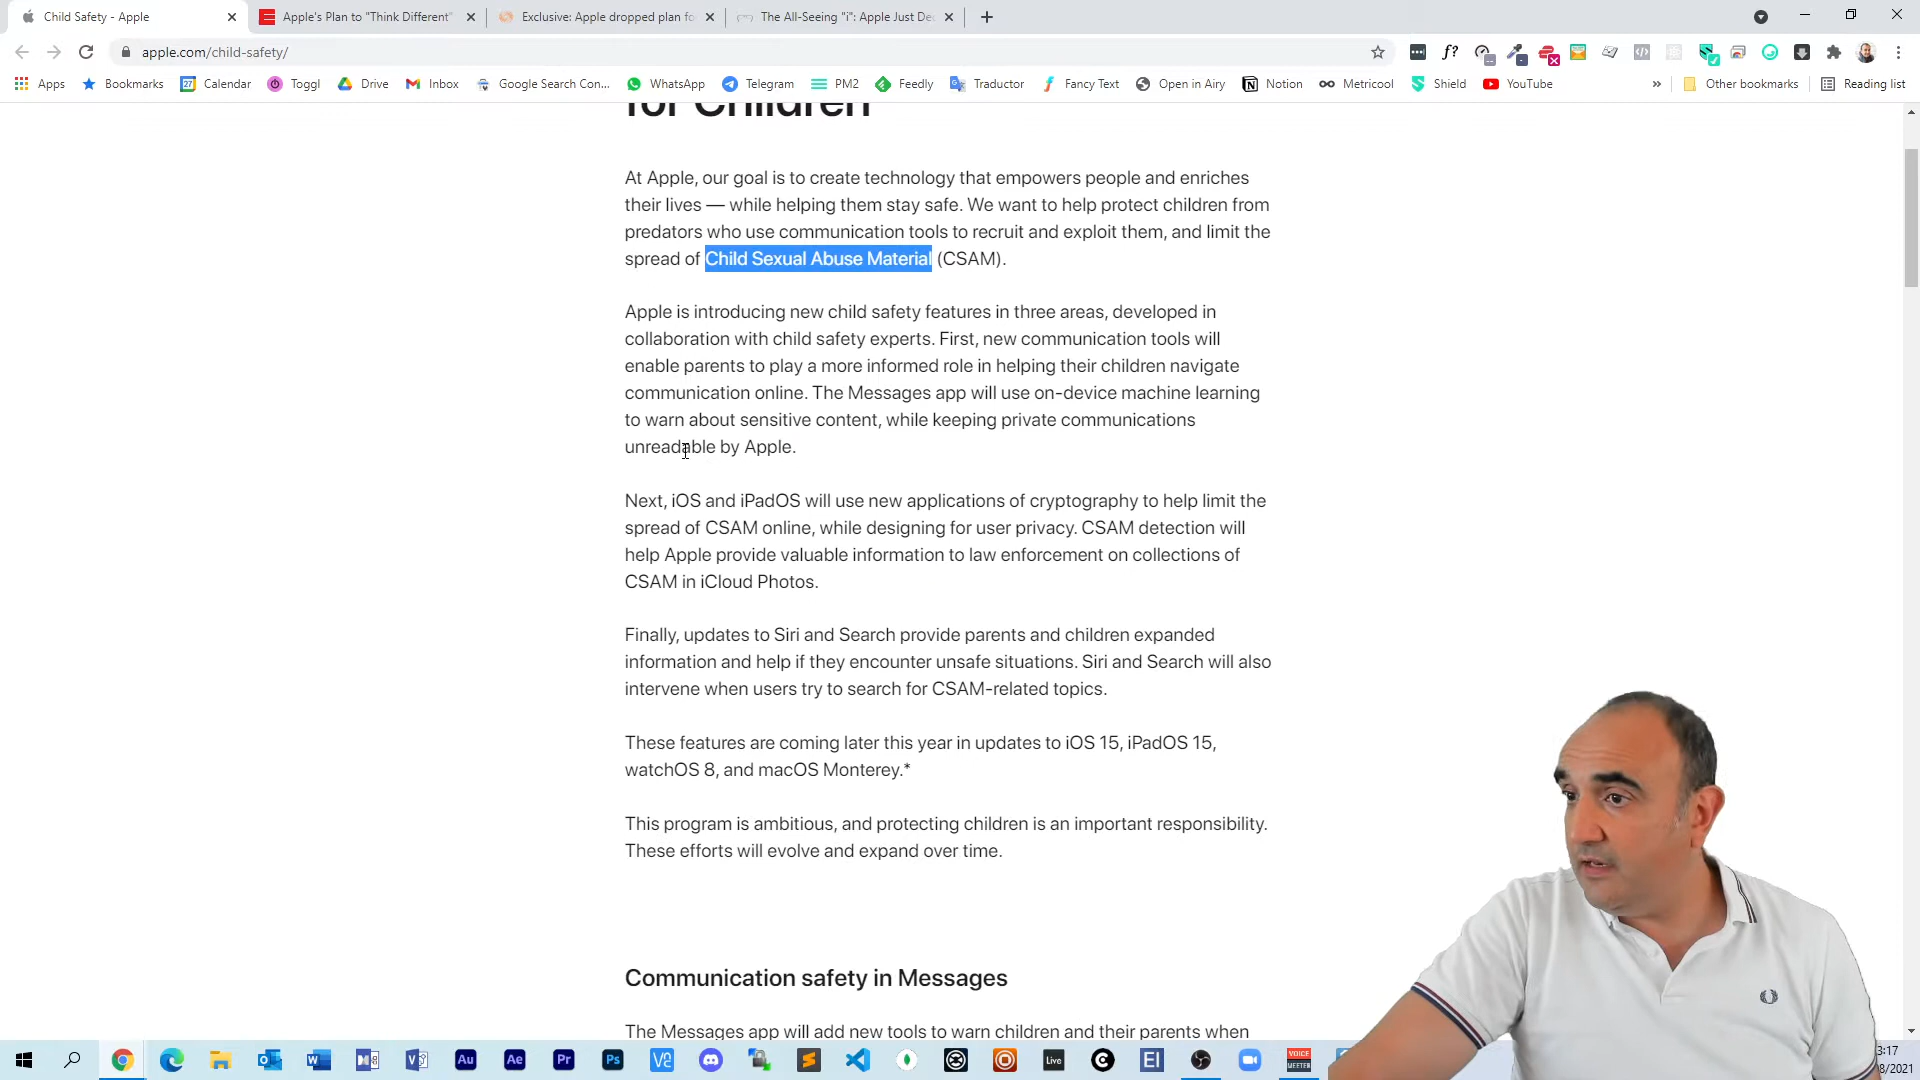 Child Safety - Apple
Apple's Plan to "Think Different"
Exclusive: Apple dropped plan fo
The All-Seeing "i": Apple Just De
apple.com/child-safety/
Apps
Bookmarks
Calendar
Toggl
Drive
Inbox
Google Search Con...
WhatsApp
Telegram
PM2
Feedly
Traductor
Fancy Text
Open in Airy
Notion
Metricool
Shield
YouTube
Other bookmarks
Reading list
for Children
At Apple, our goal is to create technology that empowers people and enriches
their lives — while helping them stay safe. We want to help protect children from
predators who use communication tools to recruit and exploit them, and limit the
spread of Child Sexual Abuse Material (CSAM).
Apple is introducing new child safety features in three areas, developed in
collaboration with child safety experts. First, new communication tools will
enable parents to play a more informed role in helping their children navigate
communication online. The Messages app will use on-device machine learning
to warn about sensitive content, while keeping private communications
unreadable by Apple.
Next, iOS and iPadOS will use new applications of cryptography to help limit the
spread of CSAM online, while designing for user privacy. CSAM detection will
help Apple provide valuable information to law enforcement on collections of
CSAM in iCloud Photos.
Finally, updates to Siri and Search provide parents and children expanded
information and help if they encounter unsafe situations. Siri and Search will also
intervene when users try to search for CSAM-related topics.
These features are coming later this year in updates to iOS 15, iPadOS 15,
watchOS 8, and macOS Monterey.*
This program is ambitious, and protecting children is an important responsibility.
These efforts will evolve and expand over time.
Communication safety in Messages
The Messages app will add new tools to warn children and their parents when
Au
Ae
Pr
Ps
Live
EI
VOICE
MEETER
3:17
8/2021